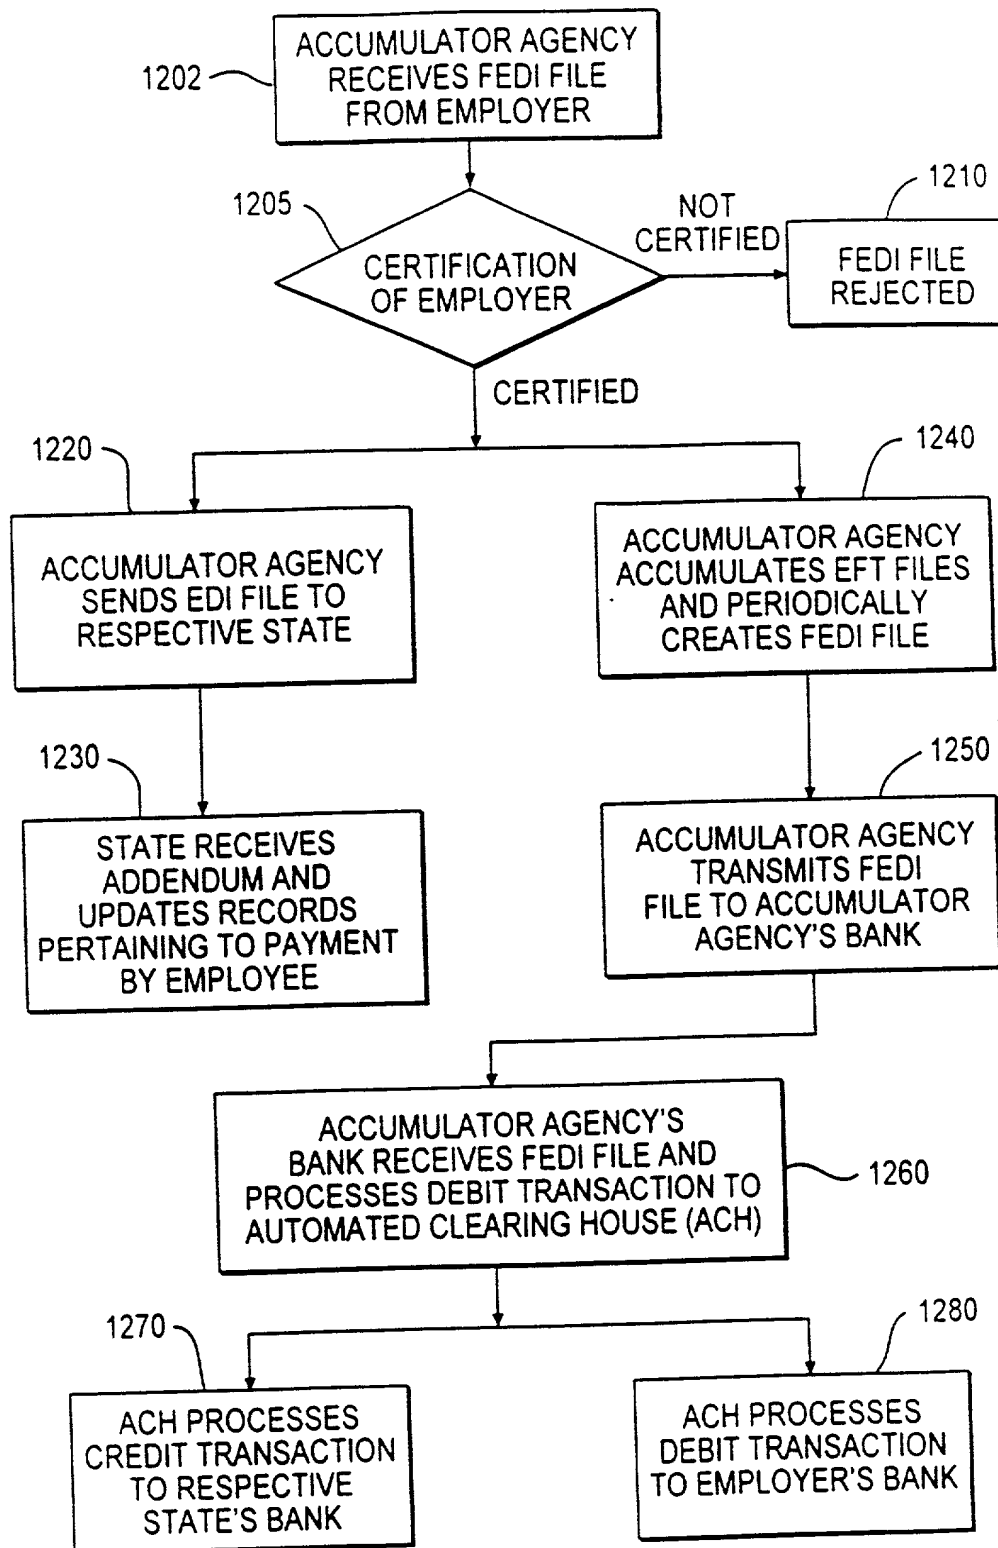 ACCUMULATOR AGENCY
RECEIVES FEDI FILE
FROM EMPLOYER
1202
1205
CERTIFICATION
OF EMPLOYER
NOT
CERTIFIED
1210
FEDI FILE
REJECTED
CERTIFIED
1220
ACCUMULATOR AGENCY
SENDS EDI FILE TO
RESPECTIVE STATE
1240
ACCUMULATOR AGENCY
ACCUMULATES EFT FILES
AND PERIODICALLY
CREATES FEDI FILE
1230
STATE RECEIVES
ADDENDUM AND
UPDATES RECORDS
PERTAINING TO PAYMENT
BY EMPLOYEE
1250
ACCUMULATOR AGENCY
TRANSMITS FEDI
FILE TO ACCUMULATOR
AGENCY'S BANK
ACCUMULATOR AGENCY'S
BANK RECEIVES FEDI FILE AND
PROCESSES DEBIT TRANSACTION TO
AUTOMATED CLEARING HOUSE (ACH)
1260
1270
ACH PROCESSES
CREDIT TRANSACTION
TO RESPECTIVE
STATE'S BANK
1280
ACH PROCESSES
DEBIT TRANSACTION
TO EMPLOYER'S BANK